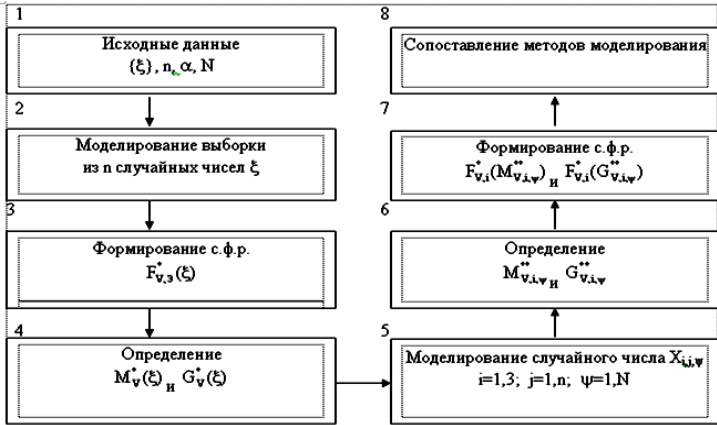 1
Исходные данные
{ξ}, n, α, N
2
Моделирование выборки
из n случайных чисел ξ
3
Формирование с.ф.р.
F*V,3(ξ)
4
Определение
M*V(ξ) и G*V(ξ)
5
Моделирование случайного числа Xi,j,ψ
i=1,3; j=1,n; ψ=1,N
6
Определение
M**V,i,ψ и G**V,i,ψ
7
Формирование с.ф.р.
F*V,i(M**V,i,ψ) и F*V,i(G**V,i,ψ)
8
Сопоставление методов моделирования